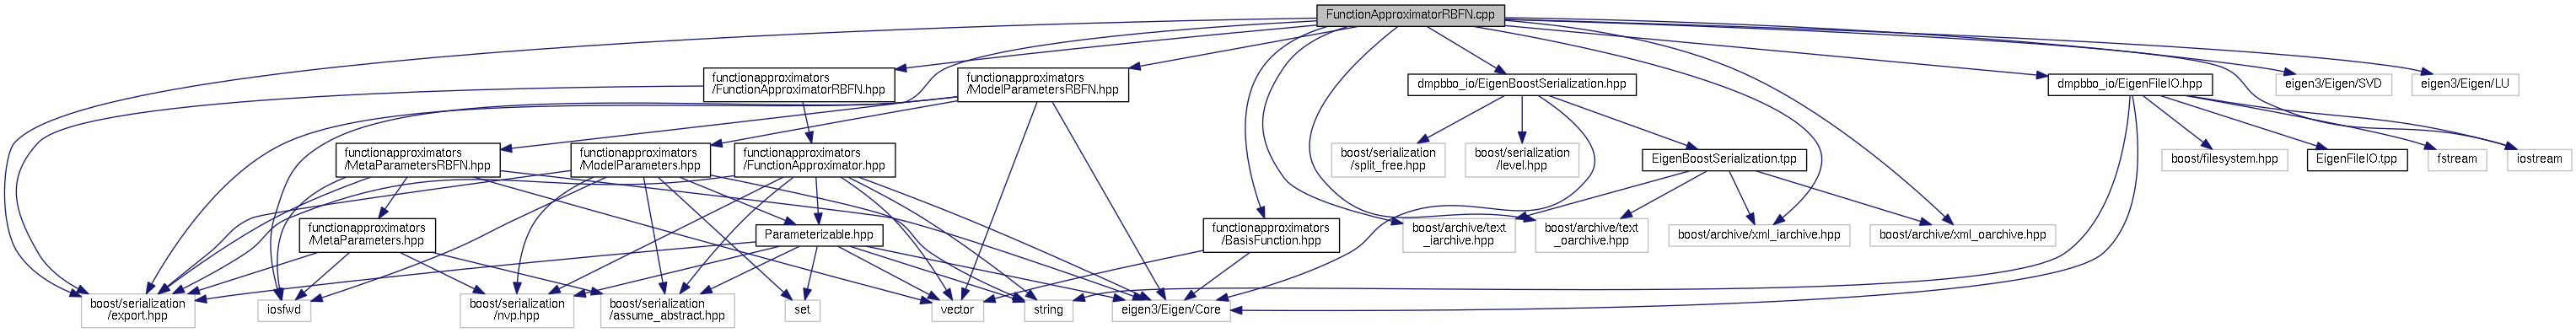 FunctionApproximatorRBFN.cpp
functionapproximators
/FunctionApproximatorRBFN.hpp
functionapproximators
/ModelParametersRBFN.hpp
dmpbbo_io/EigenBoostSerialization.hpp
dmpbbo_io/EigenFileIO.hpp
eigen3/Eigen/SVD
eigen3/Eigen/LU
functionapproximators
/MetaParametersRBFN.hpp
functionapproximators
/ModelParameters.hpp
functionapproximators
/FunctionApproximator.hpp
boost/serialization
/split_free.hpp
boost/serialization
/level.hpp
EigenBoostSerialization.tpp
boost/filesystem.hpp
EigenFileIO.tpp
fstream
iostream
functionapproximators
/MetaParameters.hpp
Parameterizable.hpp
functionapproximators
/BasisFunction.hpp
boost/archive/text
_iarchive.hpp
boost/archive/text
_oarchive.hpp
boost/archive/xml_iarchive.hpp
boost/archive/xml_oarchive.hpp
boost/serialization
/export.hpp
iosfwd
boost/serialization
/nvp.hpp
boost/serialization
/assume_abstract.hpp
set
vector
string
eigen3/Eigen/Core